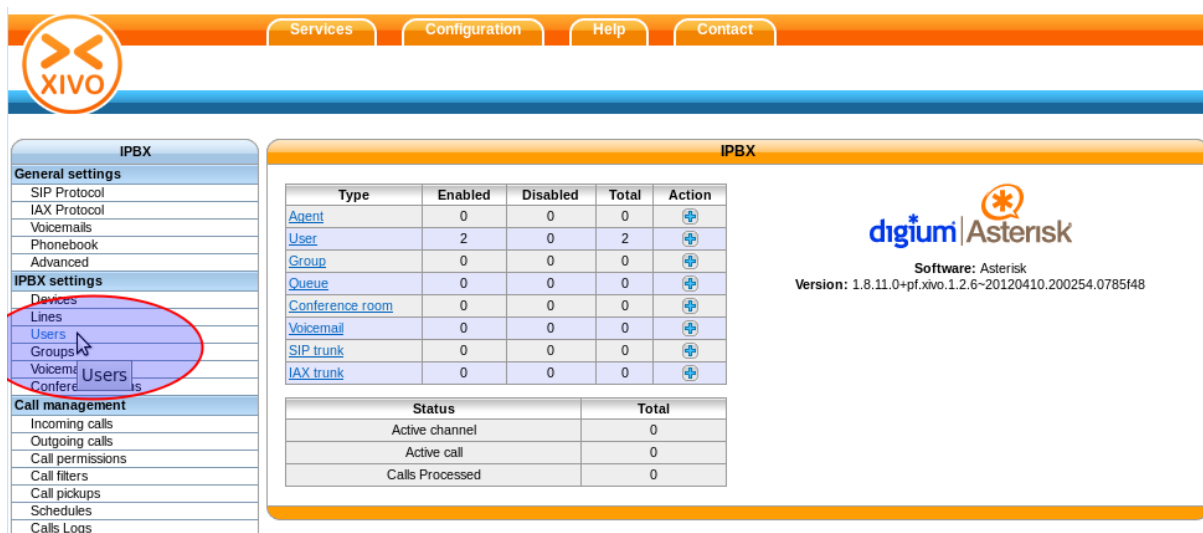 Services Configuration Help Contact
XIVO
IPBX
General settings
SIP Protocol
IAX Protocol
Voicemails
Phonebook
Advanced
IPBX settings
Devices
Lines
Users
Groups
Users
Call management
Incoming calls
Outgoing calls
Call permissions
Call filters
Call pickups
Schedules
Calls Logs
IPBX
Type Enabled Disabled Total Action
Agent 0 0 0
User 2 0 2
Group 0 0 0
Queue 0 0 0
Conference room 0 0 0
Voicemail 0 0 0
SIP trunk 0 0 0
IAX trunk 0 0 0
Status Total
Active channel 0
Active call 0
Calls Processed 0
digium Asterisk
Software: Asterisk
Version: 1.8.11.0+pf.xivo.1.2.6~20120410.200254.0785f48